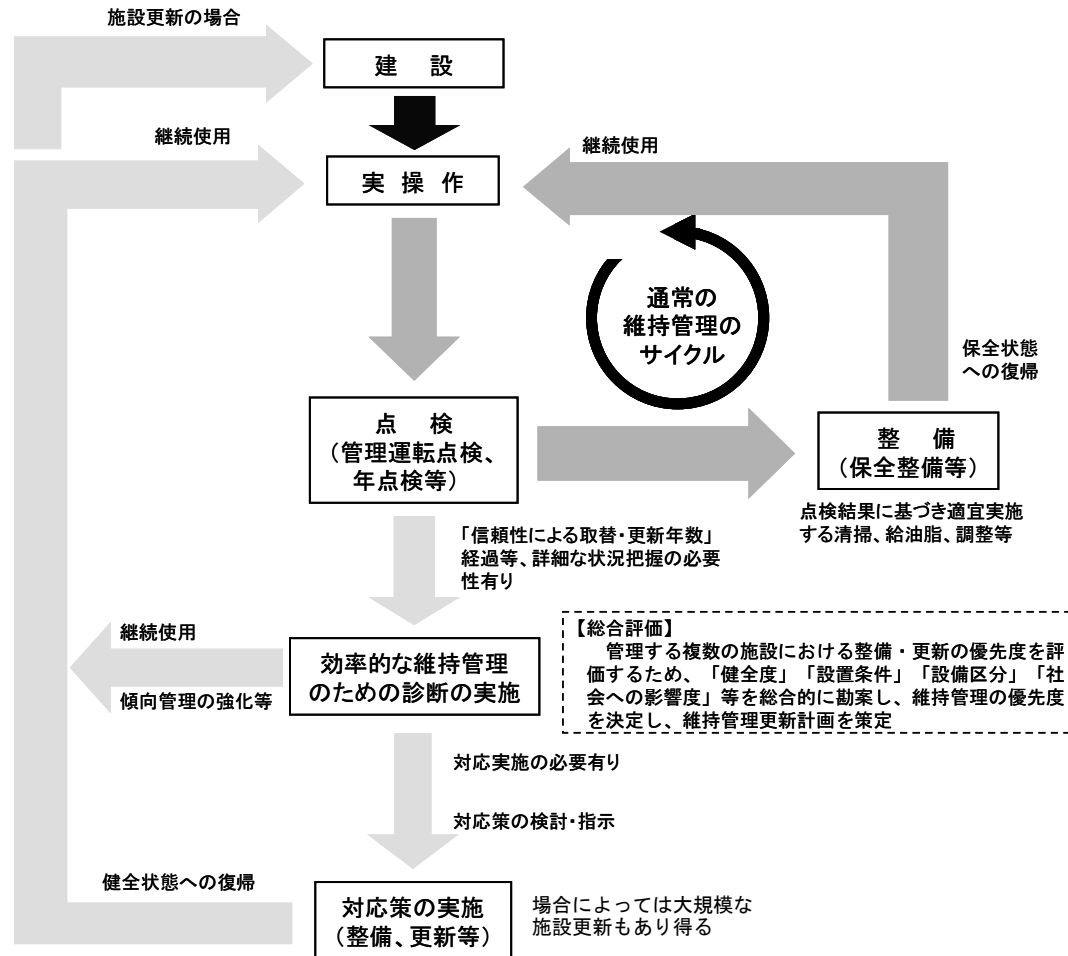 施設更新の場合
建　設
継続使用
実 操 作
継続使用
通常の
維持管理の
サイクル
保全状態
への復帰
点　検
（管理運転点検、
年点検等）
整　備
（保全整備等）
点検結果に基づき適宜実施
する清掃、給油脂、調整等
「信頼性による取替・更新年数」
経過等、詳細な状況把握の必要
性有り
継続使用
傾向管理の強化等
効率的な維持管理
のための診断の実施
【総合評価】
管理する複数の施設における整備・更新の優先度を評
価するため、「健全度」「設置条件」「設備区分」「社
会への影響度」等を総合的に勘案し、維持管理の優先度
を決定し、維持管理更新計画を策定
対応実施の必要有り
対応策の検討・指示
健全状態への復帰
対応策の実施
（整備、更新等）
場合によっては大規模な
施設更新もあり得る